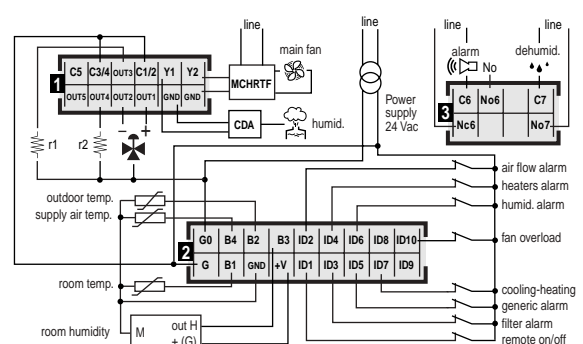 line
line
line
line
main fan
alarm
No
dehumid.
C5 C3/4 OUT3 C1/2 Y1 Y2
1
OUT5 OUT4 OUT2 OUT1 GND GND
MCHRTF
CDA
humid.
Power
supply
24 Vac
C6 No6 C7
3
Nc6 No7
r1
r2
− +
outdoor temp.
supply air temp.
air flow alarm
heaters alarm
humid. alarm
fan overload
G0 B4 B2 B3 ID2 ID4 ID6 ID8 ID10
2
G B1 GND +V ID1 ID3 ID5 ID7 ID9
room temp.
cooling-heating
generic alarm
filter alarm
remote on/off
room humidity
M
out H
+ (G)